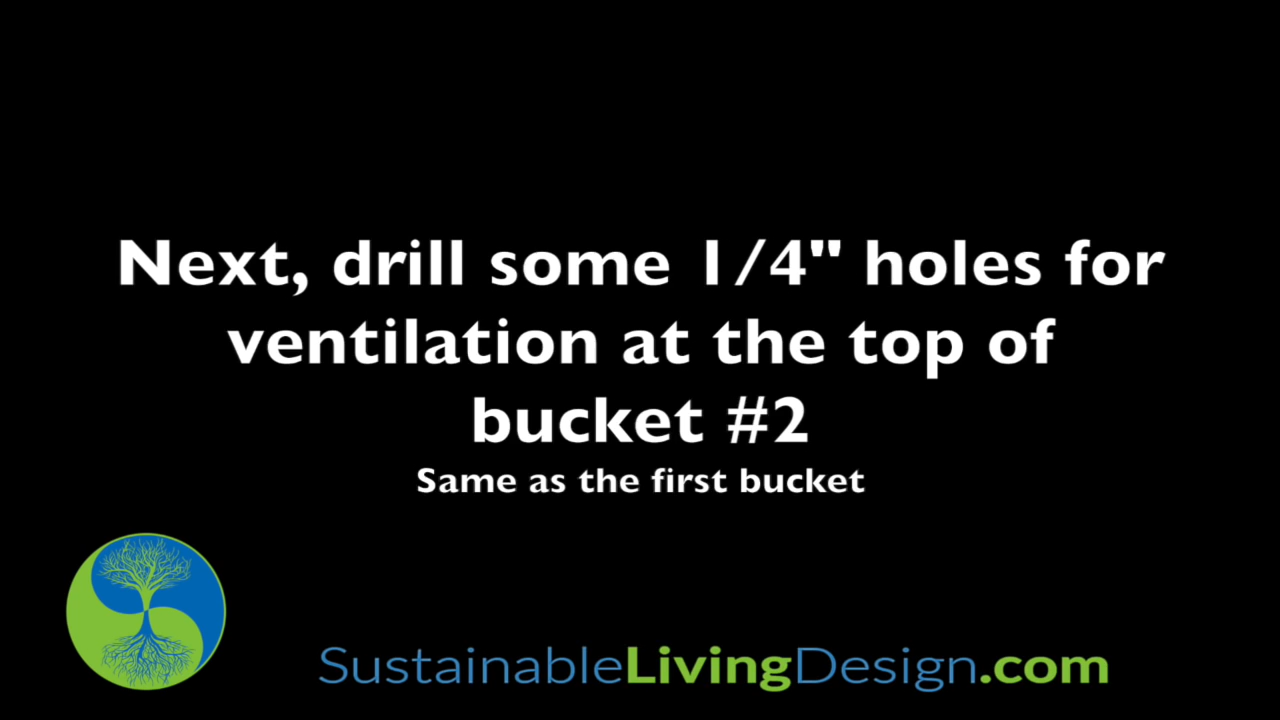 Next, drill some 1/4" holes for
ventilation at the top of
bucket #2
Same as the first bucket
SustainableLivingDesign.com